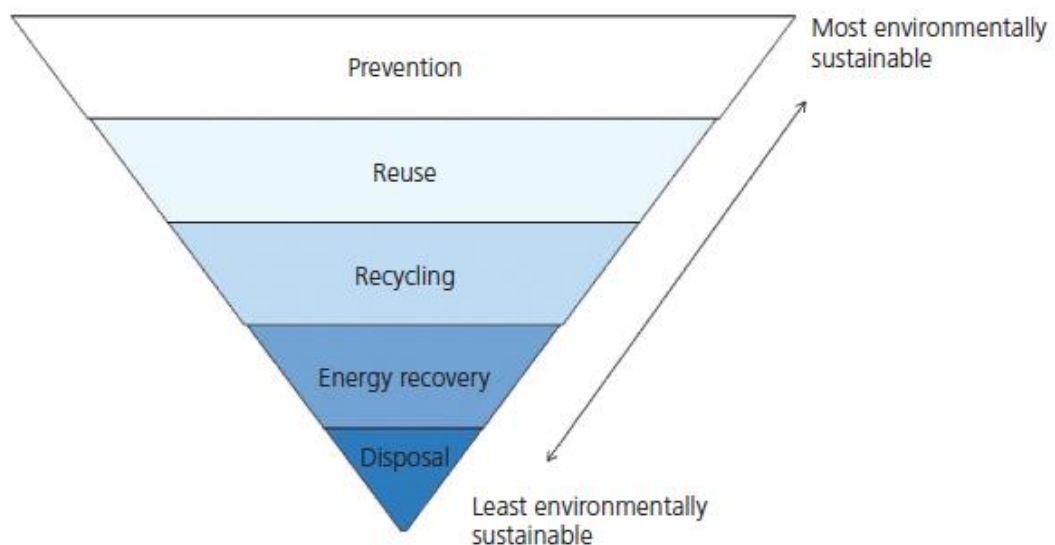 Most environmentally
sustainable
Prevention
Reuse
Recycling
Energy recovery
Disposal
Least environmentally
sustainable